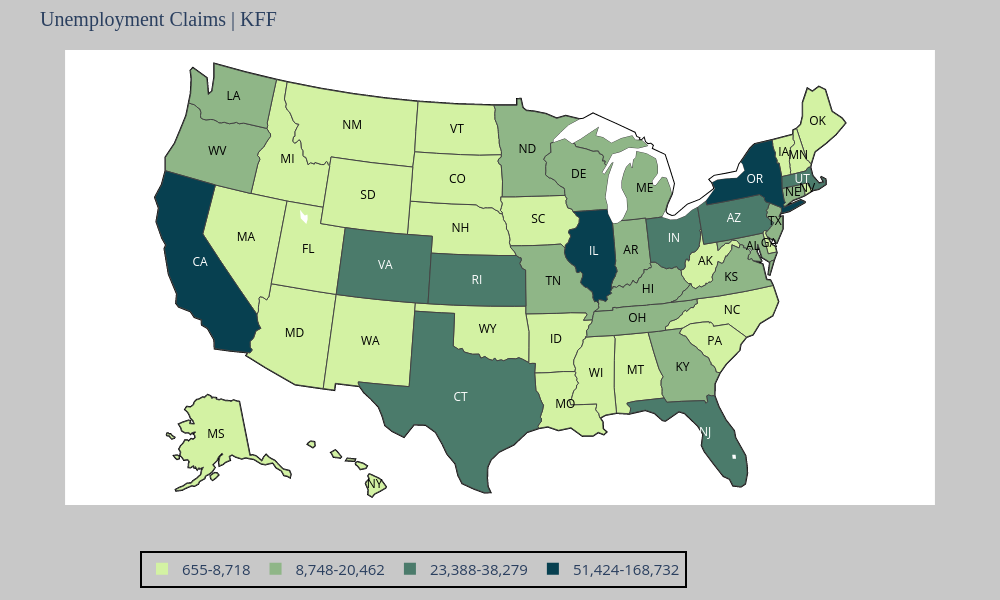 Unemployment Claims | KFF
LA
WV
NM
VT
ND
OK
MI
IA
MN
CO
DE
ME
OR
UT
SD
NE
NV
SC
AZ
TX
NH
MA
FL
IN
GA
IL
AR
AL
CA
VA
AK
RI
TN
KS
HI
NC
OH
MD
WA
WY
ID
PA
KY
WI
MT
CT
MO
NJ
MS
NY
655-8,718 8,748-20,462 23,388-38,279 51,424-168,732